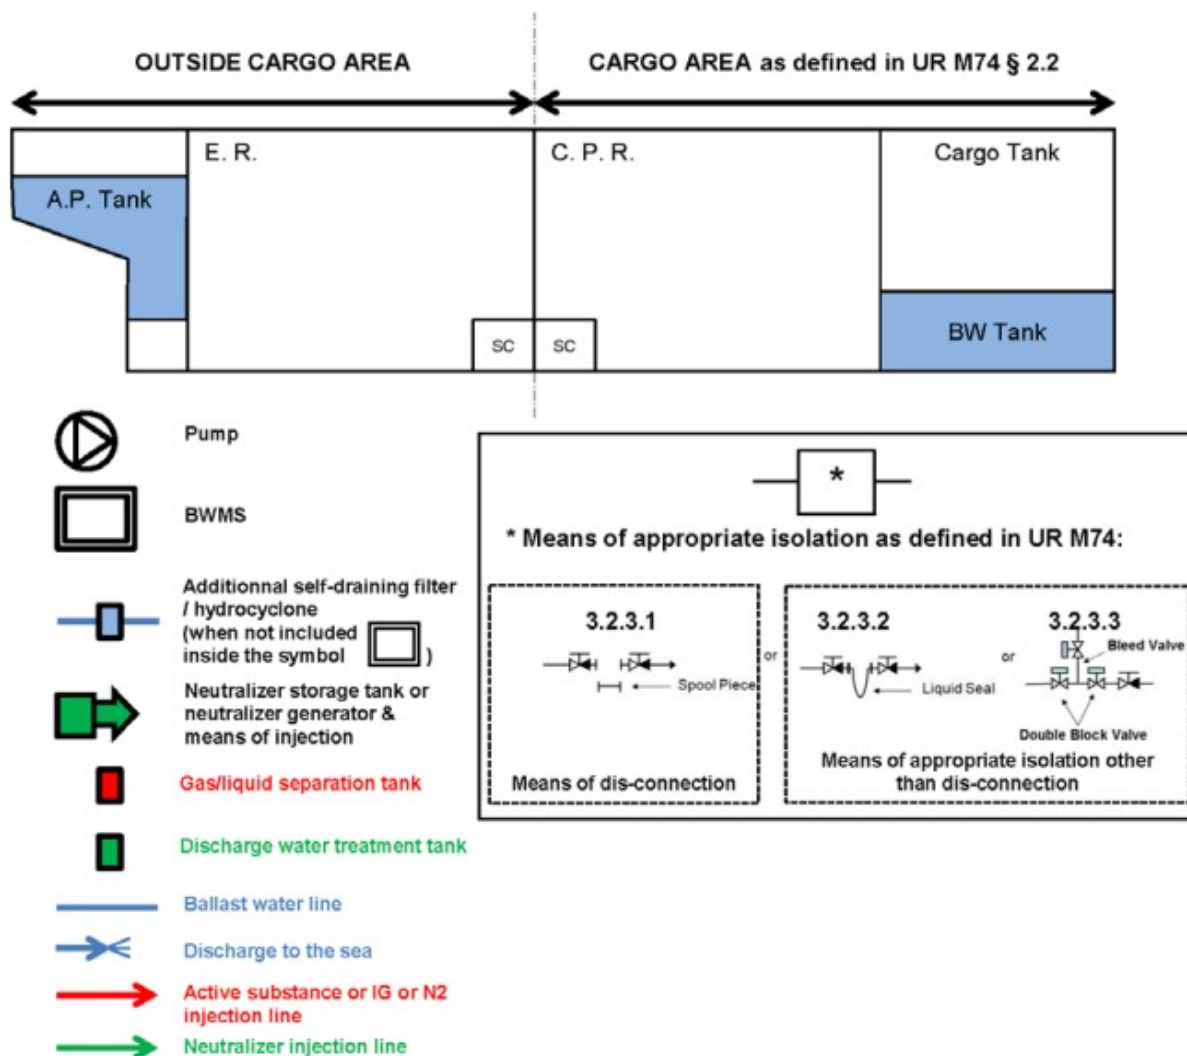 OUTSIDE CARGO AREA
CARGO AREA as defined in UR M74 § 2.2
E. R.
C. P. R.
Cargo Tank
A.P. Tank
BW Tank
SC
SC
Pump
BWMS
Additionnal self-draining filter
/ hydrocyclone
(when not included
inside the symbol )
Neutralizer storage tank or
neutralizer generator &
means of injection
Gas/liquid separation tank
Discharge water treatment tank
Ballast water line
Discharge to the sea
Active substance or IG or N2
injection line
Neutralizer injection line
*
* Means of appropriate isolation as defined in UR M74:
3.2.3.1
Spool Piece
Means of dis-connection
or
3.2.3.2
Liquid Seal
or
3.2.3.3
Bleed Valve
Double Block Valve
Means of appropriate isolation other
than dis-connection